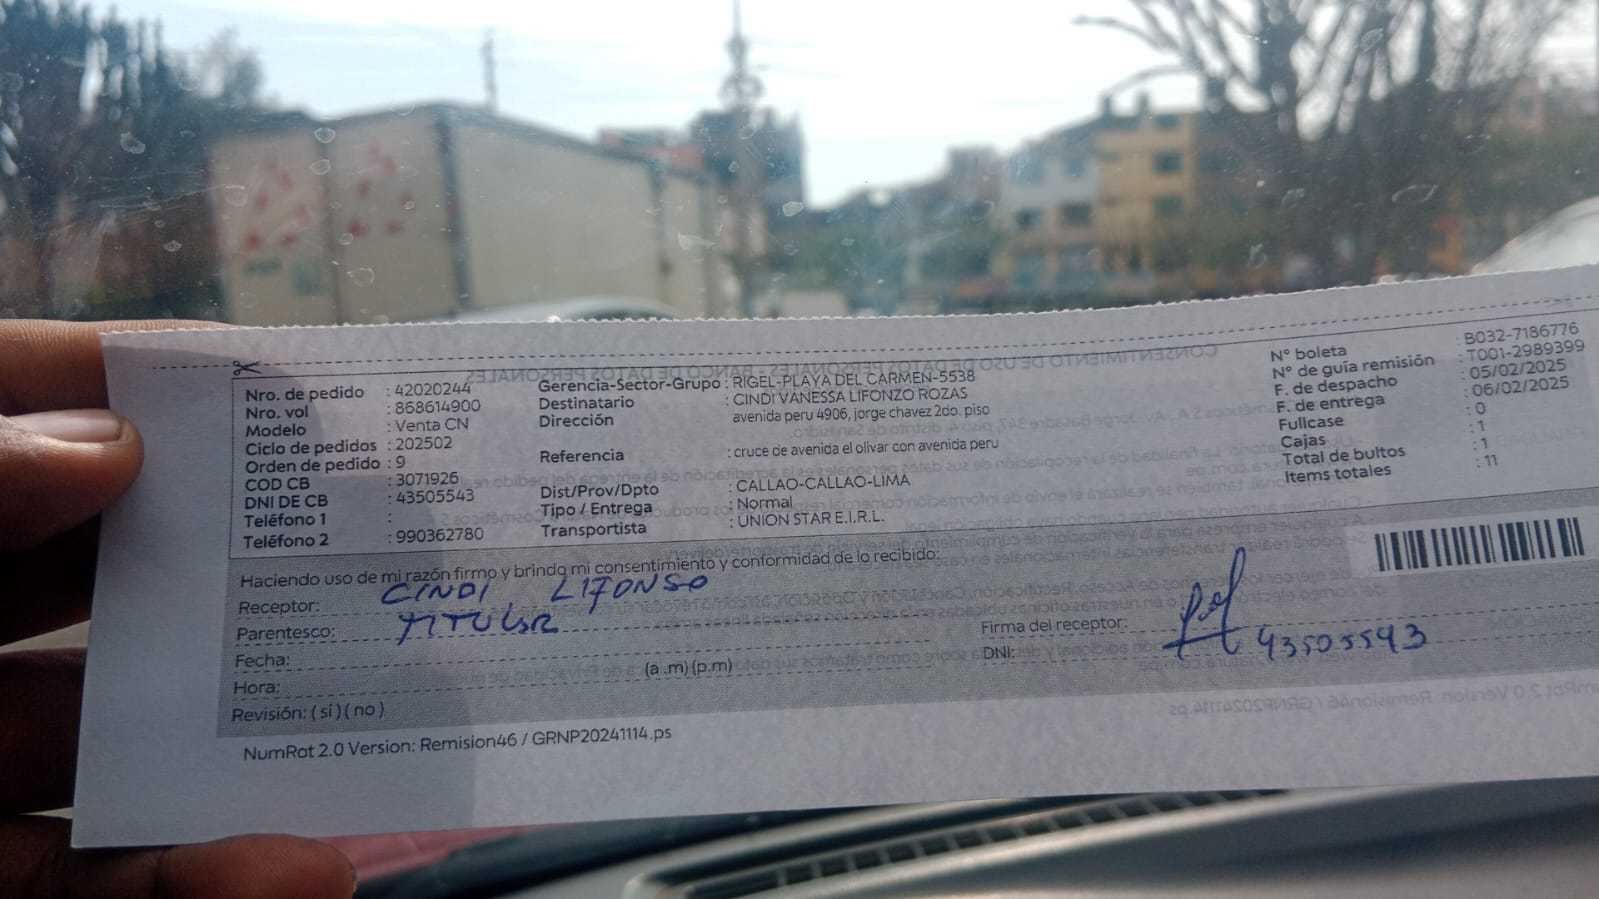 Nro. de pedido : 42020244
Nro. vol : 868614900
Modelo : Venta CN
Ciclo de pedidos : 202502
Orden de pedido : 9
COD CB : 3071926
DNI DE CB : 43505543
Teléfono 1 :
Teléfono 2 : 990362780
Gerencia-Sector-Grupo : RIGEL-PLAYA DEL CARMEN-5538
Destinatario : CINDI VANESSA LIFONZO ROZAS
Dirección avenida peru 4906, jorge chavez 2do. piso
Referencia : cruce de avenida el olivar con avenida peru
Dist/Prov/Dpto : CALLAO-CALLAO-LIMA
Tipo / Entrega : Normal
Transportista : UNION STAR E.I.R.L.
N° boleta : B032-7186776
N° de guía remisión : T001-2989399
F. de despacho : 05/02/2025
F. de entrega : 06/02/2025
Fullcase : 0
Cajas : 1
Total de bultos : 1
Items totales : 11
Haciendo uso de mi razón firmo y brindo mi consentimiento y conformidad de lo recibido:
Receptor: CINDI LIFONSO
Parentesco: TITULAR
Fecha:
Hora: (a .m) (p.m)
Revisión: ( si ) ( no )
Firma del receptor:
DNI: 43505543
NumRat 2.0 Version: Remision46 / GRNP20241114.ps